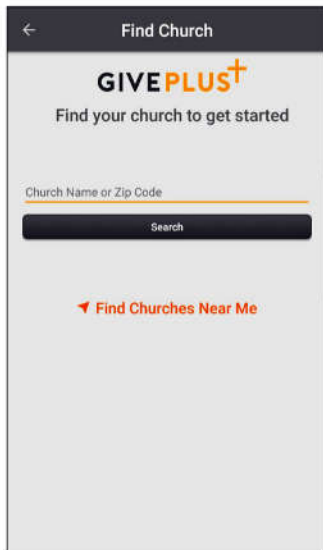 Find Church
GIVEPLUS+
Find your church to get started
Church Name or Zip Code
Search
Find Churches Near Me